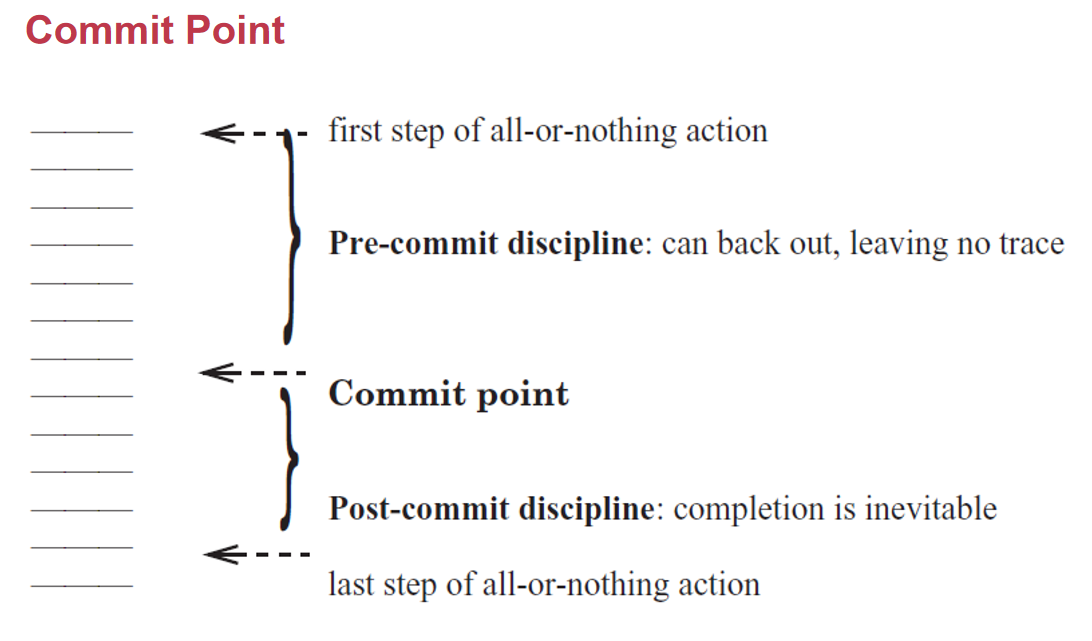 Commit Point
first step of all-or-nothing action
Pre-commit discipline: can back out, leaving no trace
Commit point
Post-commit discipline: completion is inevitable
last step of all-or-nothing action